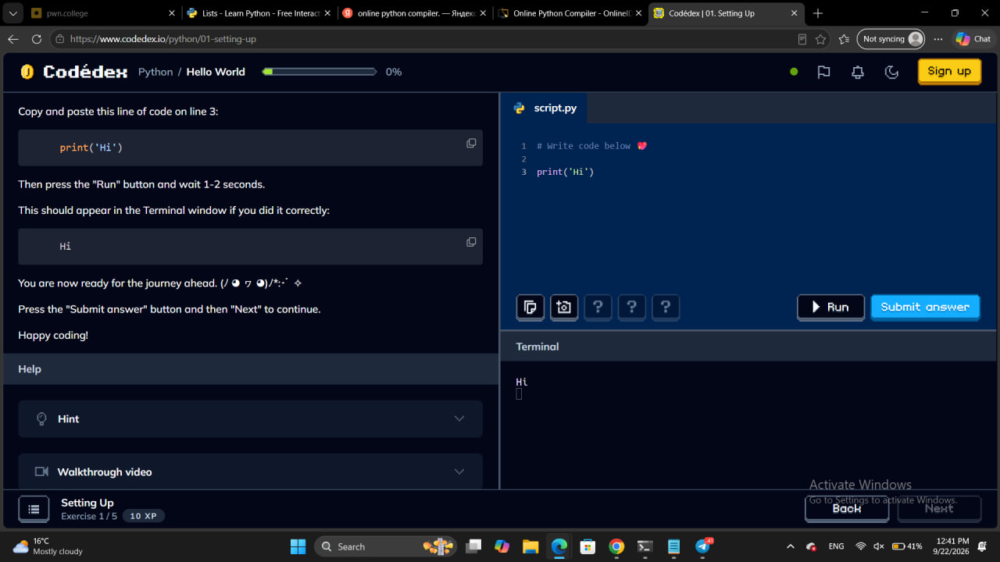 pwn.college
Lists - Learn Python - Free Interact
online python compiler. — Яндекс
Online Python Compiler - OnlineI
Codédex | 01. Setting Up
https://www.codedex.io/python/01-setting-up
Not syncing
Chat
Codédex
Python / Hello World
0%
Sign up
Copy and paste this line of code on line 3:
print('Hi')
Then press the "Run" button and wait 1-2 seconds.
This should appear in the Terminal window if you did it correctly:
Hi
You are now ready for the journey ahead. (ﾉ◕ヮ◕)ﾉ*:･ﾟ✧
Press the "Submit answer" button and then "Next" to continue.
Happy coding!
Help
Hint
Walkthrough video
script.py
1 # Write code below 💖
2
3 print('Hi')
? ? ?
Run
Submit answer
Terminal
Hi
Setting Up
Exercise 1 / 5 10 XP
Activate Windows
Go to Settings to activate Windows.
Back
Next
16°C
Mostly cloudy
Search
41
ENG
41%
12:41 PM
9/22/2026